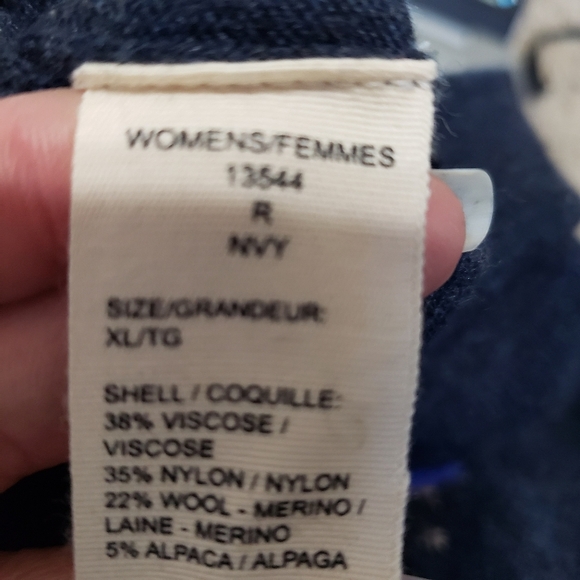 WOMENS/FEMMES
13544
R
NVY
SIZE/GRANDEUR:
XL/TG
SHELL / COQUILLE:
38% VISCOSE /
VISCOSE
35% NYLON / NYLON
22% WOOL - MERINO /
LAINE - MERINO
5% ALPACA / ALPAGA